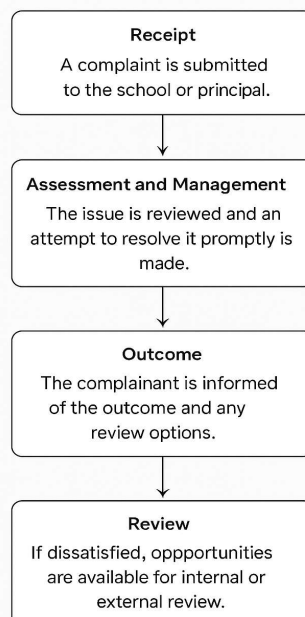 Receipt
A complaint is submitted
to the school or principal.
Assessment and Management
The issue is reviewed and an
attempt to resolve it promptly is
made.
Outcome
The complainant is informed
of the outcome and any
review options.
Review
If dissatisfied, oppportunities
are available for internal or
external review.